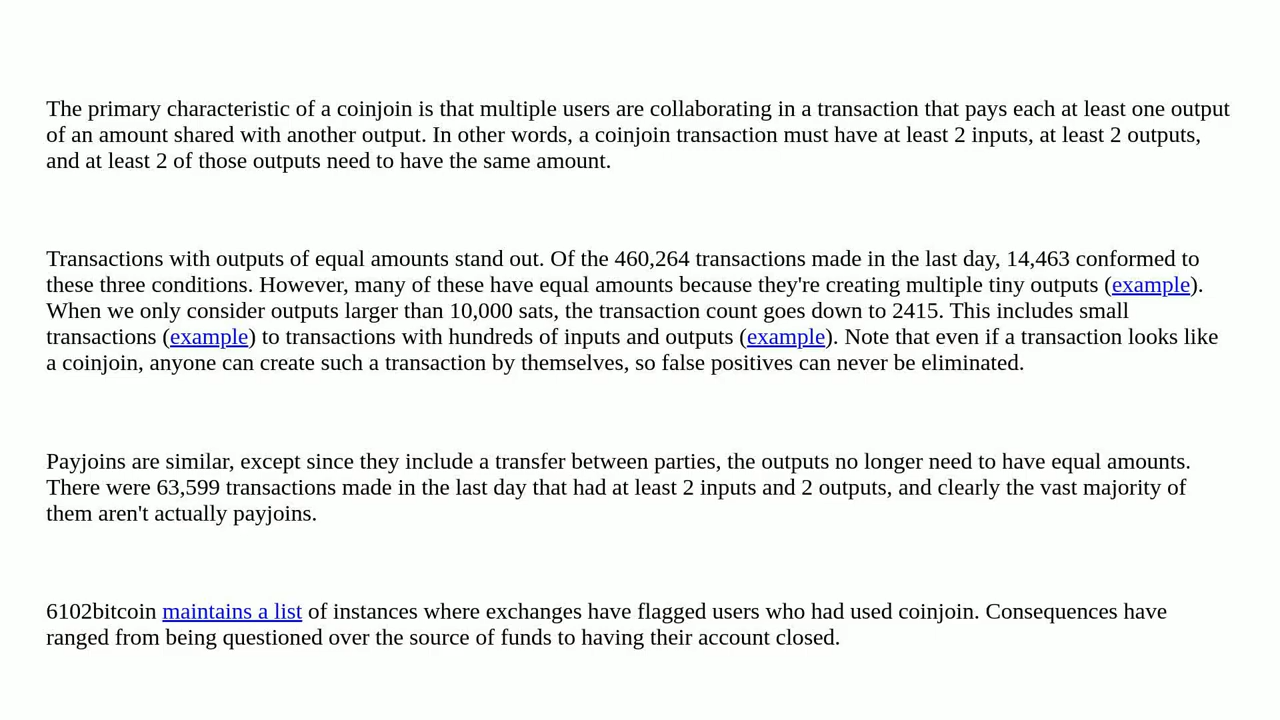 The primary characteristic of a coinjoin is that multiple users are collaborating in a transaction that pays each at least one output
of an amount shared with another output. In other words, a coinjoin transaction must have at least 2 inputs, at least 2 outputs,
and at least 2 of those outputs need to have the same amount.
Transactions with outputs of equal amounts stand out. Of the 460,264 transactions made in the last day, 14,463 conformed to
these three conditions. However, many of these have equal amounts because they're creating multiple tiny outputs (example).
When we only consider outputs larger than 10,000 sats, the transaction count goes down to 2415. This includes small
transactions (example) to transactions with hundreds of inputs and outputs (example). Note that even if a transaction looks like
a coinjoin, anyone can create such a transaction by themselves, so false positives can never be eliminated.
Payjoins are similar, except since they include a transfer between parties, the outputs no longer need to have equal amounts.
There were 63,599 transactions made in the last day that had at least 2 inputs and 2 outputs, and clearly the vast majority of
them aren't actually payjoins.
6102bitcoin maintains a list of instances where exchanges have flagged users who had used coinjoin. Consequences have
ranged from being questioned over the source of funds to having their account closed.